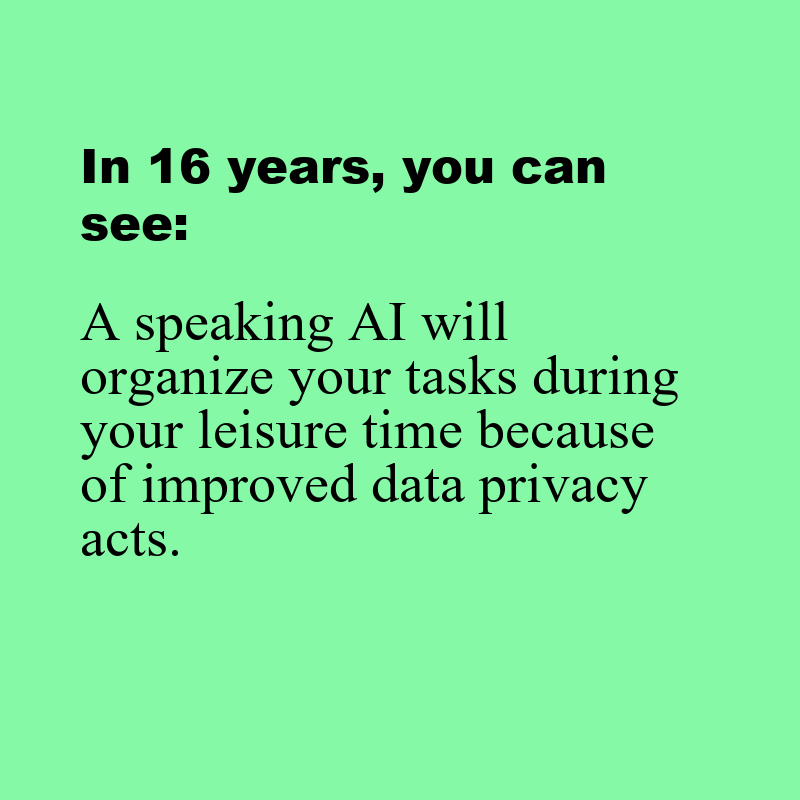 In 16 years, you can
see:
A speaking AI will
organize your tasks during
your leisure time because
of improved data privacy
acts.